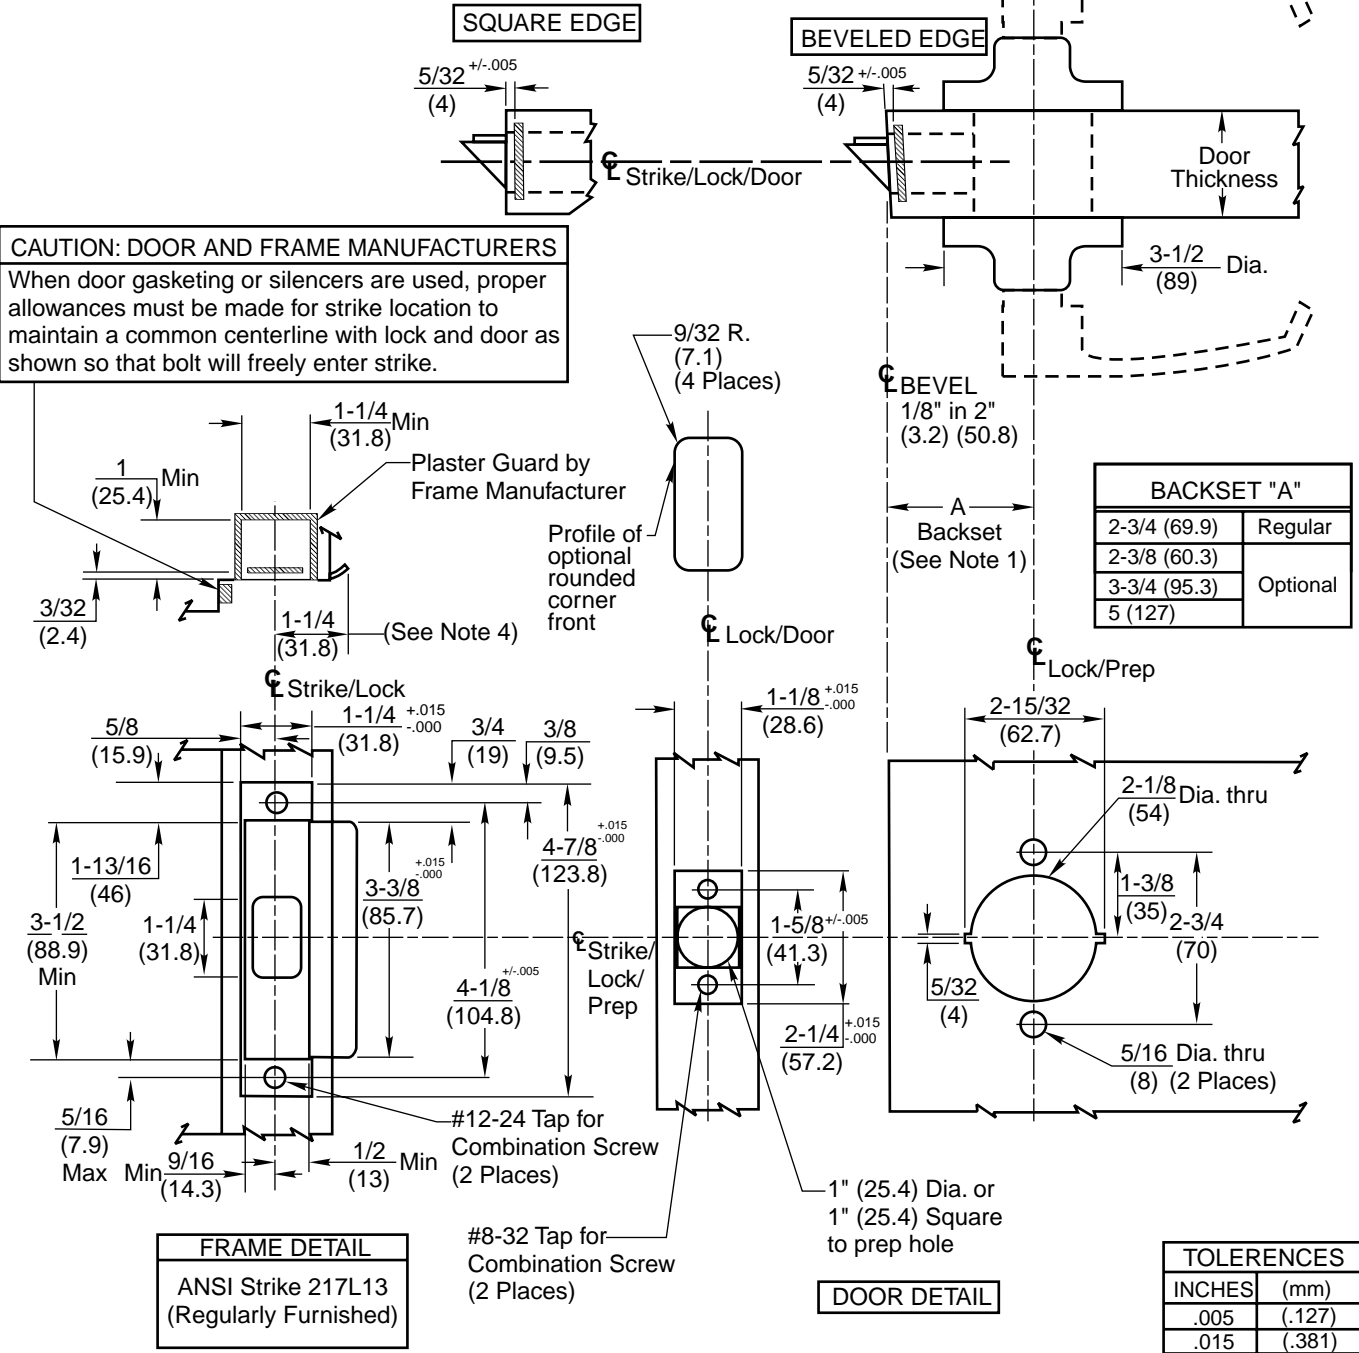 SQUARE EDGE
BEVELED EDGE
5/32 +/-.005
(4)
5/32 +/-.005
(4)
℄ Strike/Lock/Door
Door
Thickness
3-1/2
(89)
Dia.
CAUTION: DOOR AND FRAME MANUFACTURERS
When door gasketing or silencers are used, proper
allowances must be made for strike location to
maintain a common centerline with lock and door as
shown so that bolt will freely enter strike.
9/32 R.
(7.1)
(4 Places)
℄ BEVEL
1/8" in 2"
(3.2) (50.8)
1-1/4
(31.8)
Min
1
(25.4)
Min
Plaster Guard by
Frame Manufacturer
Profile of
optional
rounded
corner
front
A
Backset
(See Note 1)
BACKSET "A"
2-3/4 (69.9) Regular
2-3/8 (60.3)
3-3/4 (95.3)
Optional
5 (127)
3/32
(2.4)
1-1/4
(31.8)
(See Note 4)
℄ Lock/Door
℄ Lock/Prep
℄ Strike/Lock
5/8
(15.9)
1-1/4 +.015 -.000
(31.8)
3/4
(19)
3/8
(9.5)
1-1/8 +.015 -.000
(28.6)
2-15/32
(62.7)
2-1/8
(54)
Dia. thru
1-13/16
(46)
3-1/2
(88.9)
Min
1-1/4
(31.8)
+.015
-.000
3-3/8
(85.7)
+.015
-.000
4-7/8
(123.8)
+/-.005
4-1/8
(104.8)
℄ Strike/
Lock/
Prep
1-5/8 +/-.005
(41.3)
2-1/4 +.015 -.000
(57.2)
1-3/8
(35)
2-3/4
(70)
5/32
(4)
5/16 Dia. thru
(8) (2 Places)
5/16
(7.9)
Max
Min
9/16
(14.3)
1/2
(13)
Min
#12-24 Tap for
Combination Screw
(2 Places)
#8-32 Tap for
Combination Screw
(2 Places)
1" (25.4) Dia. or
1" (25.4) Square
to prep hole
FRAME DETAIL
ANSI Strike 217L13
(Regularly Furnished)
DOOR DETAIL
TOLERENCES
INCHES (mm)
.005 (.127)
.015 (.381)